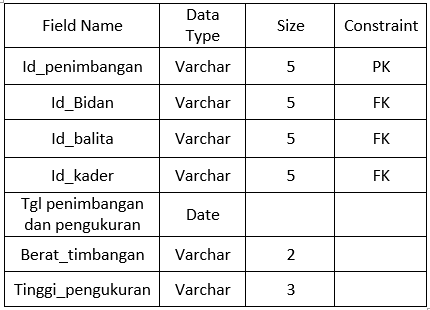 Field Name Data Type Size Constraint
Id_penimbangan Varchar 5 PK
Id_Bidan Varchar 5 FK
Id_balita Varchar 5 FK
Id_kader Varchar 5 FK
Tgl penimbangan dan pengukuran Date
Berat_timbangan Varchar 2
Tinggi_pengukuran Varchar 3